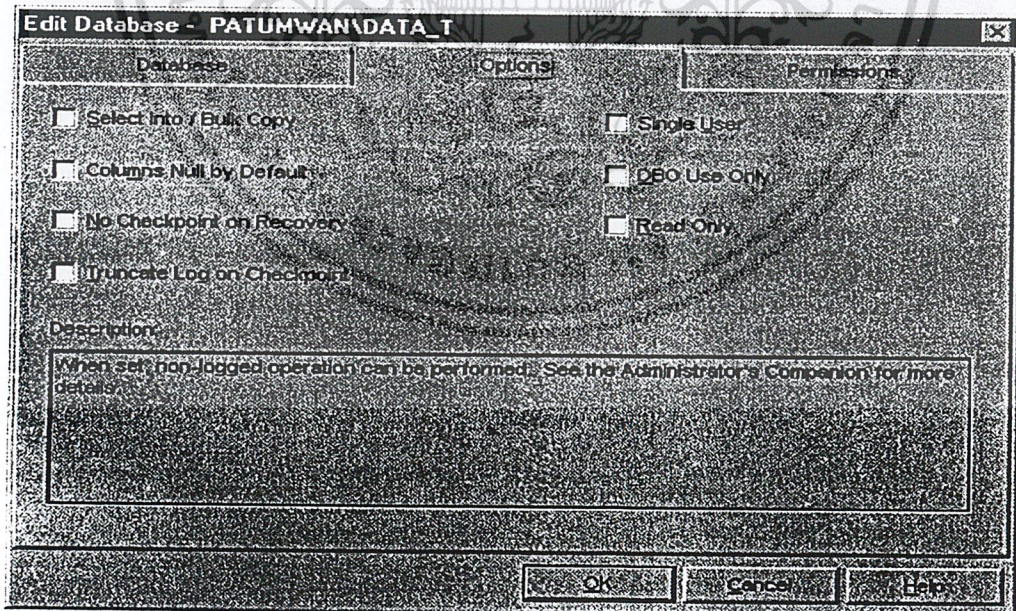 Edit Database - PATUMWAN\DATA_T
Database Options Permissions
Select Into / Bulk Copy
Single User
Columns Null by Default
DBO Use Only
No Checkpoint on Recovery
Read Only
Truncate Log on Checkpoint
Description:
When set, non-logged operation can be performed. See the Administrator's Companion for more
details.
Ok Cancel Help